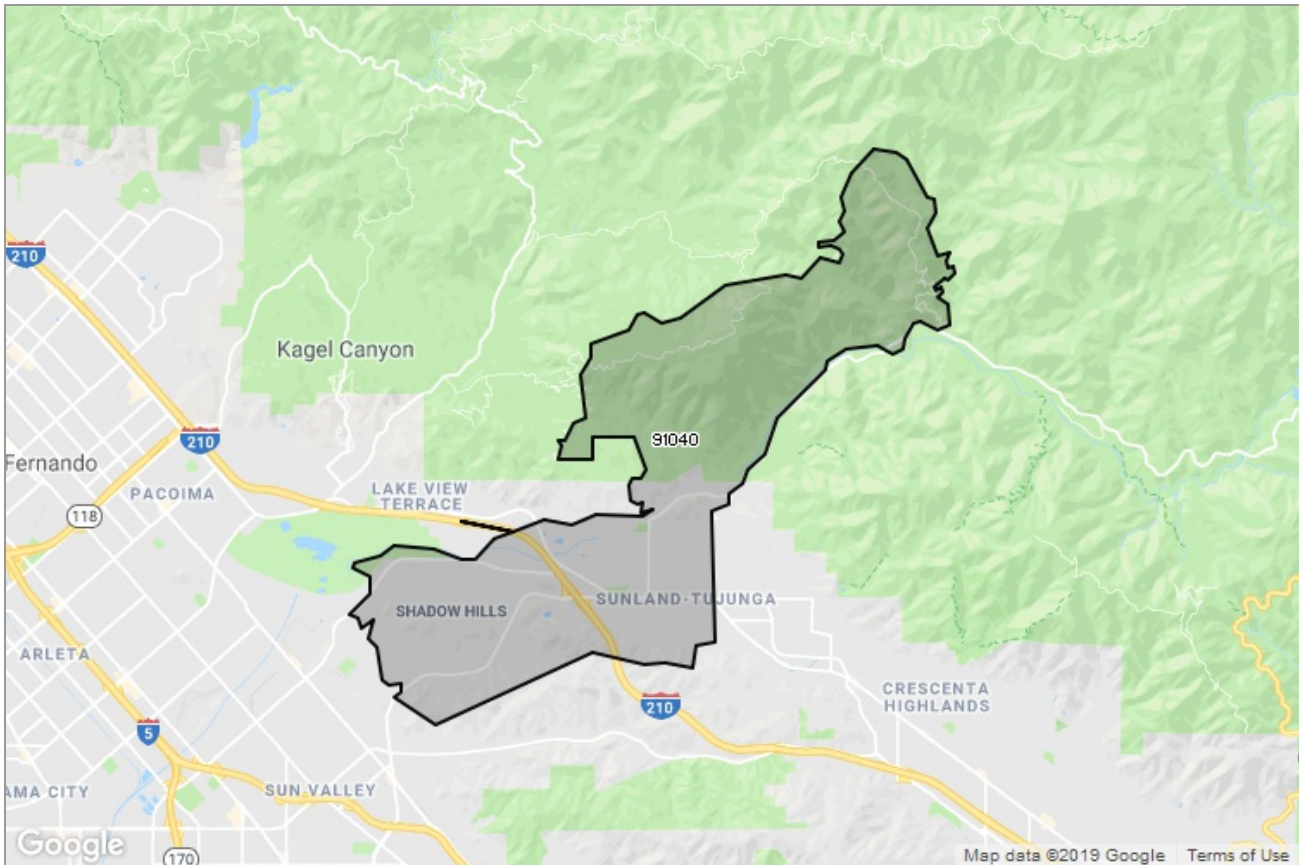 210
Kagel Canyon
91040
210
Fernando
LAKE VIEW
TERRACE
PACOIMA
118
SHADOW HILLS
SUNLAND-TUJUNGA
ARLETA
CRESCENTA
HIGHLANDS
210
5
AMA CITY
SUN VALLEY
Google
170
Map data ©2019 Google
Terms of Use